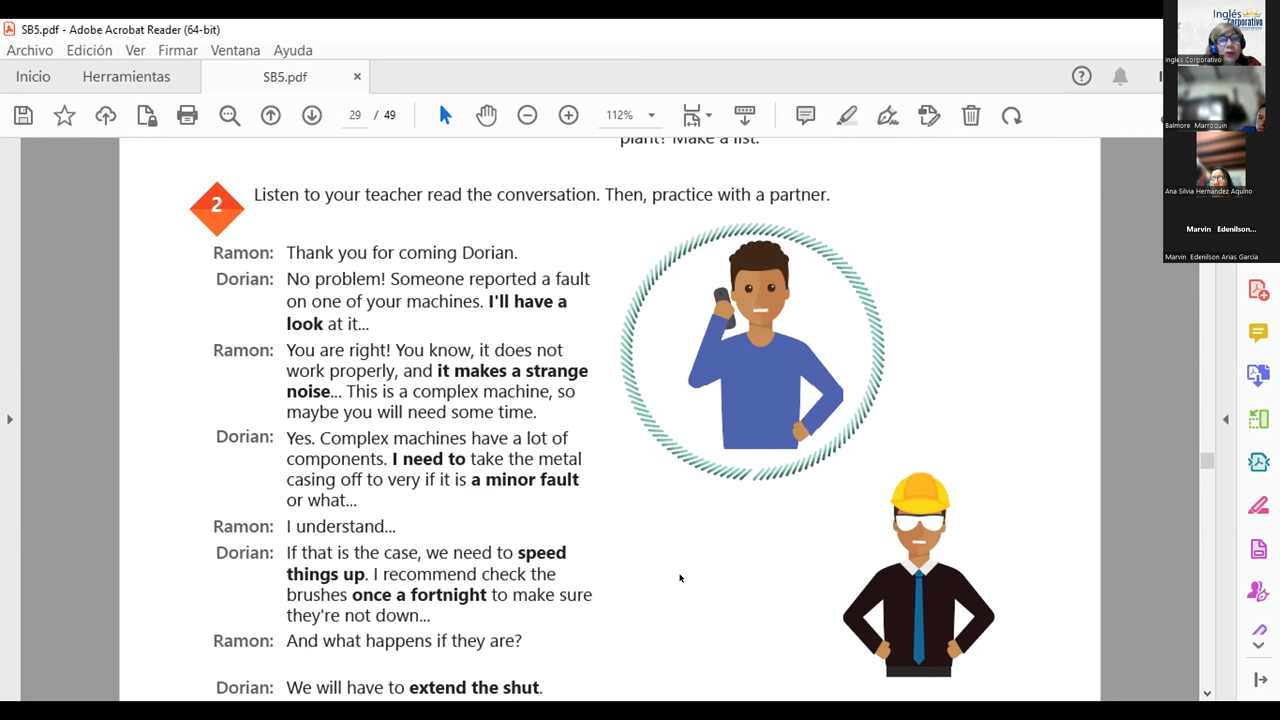 SB5.pdf - Adobe Acrobat Reader (64-bit)
Archivo Edición Ver Firmar Ventana Ayuda
Inicio Herramientas SB5.pdf ×
29 / 49 112%
plant? Make a list.
2 Listen to your teacher read the conversation. Then, practice with a partner.
Ramon: Thank you for coming Dorian.
Dorian: No problem! Someone reported a fault
on one of your machines. I'll have a
look at it...
Ramon: You are right! You know, it does not
work properly, and it makes a strange
noise... This is a complex machine, so
maybe you will need some time.
Dorian: Yes. Complex machines have a lot of
components. I need to take the metal
casing off to very if it is a minor fault
or what...
Ramon: I understand...
Dorian: If that is the case, we need to speed
things up. I recommend check the
brushes once a fortnight to make sure
they're not down...
Ramon: And what happens if they are?
Dorian: We will have to extend the shut.
Inglés
Corporativo
Ingles Corporativo
Balmore Marroquin
Ana Silvia Hernandez Aquino
Marvin Edenilson...
Marvin Edenilson Arias García